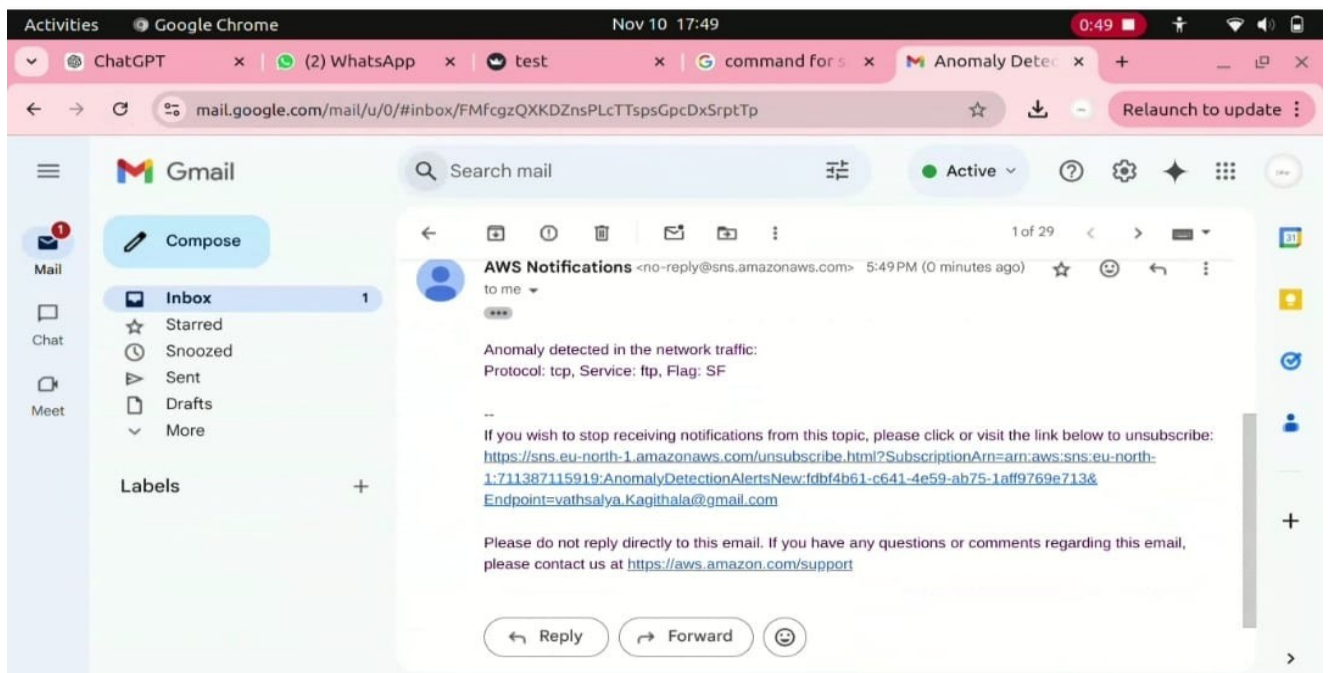 Activities Google Chrome Nov 10 17:49 0:49
ChatGPT (2) WhatsApp test command for s Anomaly Detec
mail.google.com/mail/u/0/#inbox/FMfcgzQXKDZnsPLcTTspsGpcDxSrptTp Relaunch to update
Gmail Search mail Active
1
Mail
Chat
Meet
Compose
Inbox 1
Starred
Snoozed
Sent
Drafts
More
Labels
1 of 29
31
AWS Notifications <no-reply@sns.amazonaws.com> 5:49 PM (0 minutes ago)
to me
Anomaly detected in the network traffic:
Protocol: tcp, Service: ftp, Flag: SF
--
If you wish to stop receiving notifications from this topic, please click or visit the link below to unsubscribe:
https://sns.eu-north-1.amazonaws.com/unsubscribe.html?SubscriptionArn=arn:aws:sns:eu-north-
1:711387115919:AnomalyDetectionAlertsNew:fdbf4b61-c641-4e59-ab75-1aff9769e713&
Endpoint=vathsalya.Kagithala@gmail.com
Please do not reply directly to this email. If you have any questions or comments regarding this email,
please contact us at https://aws.amazon.com/support
Reply Forward